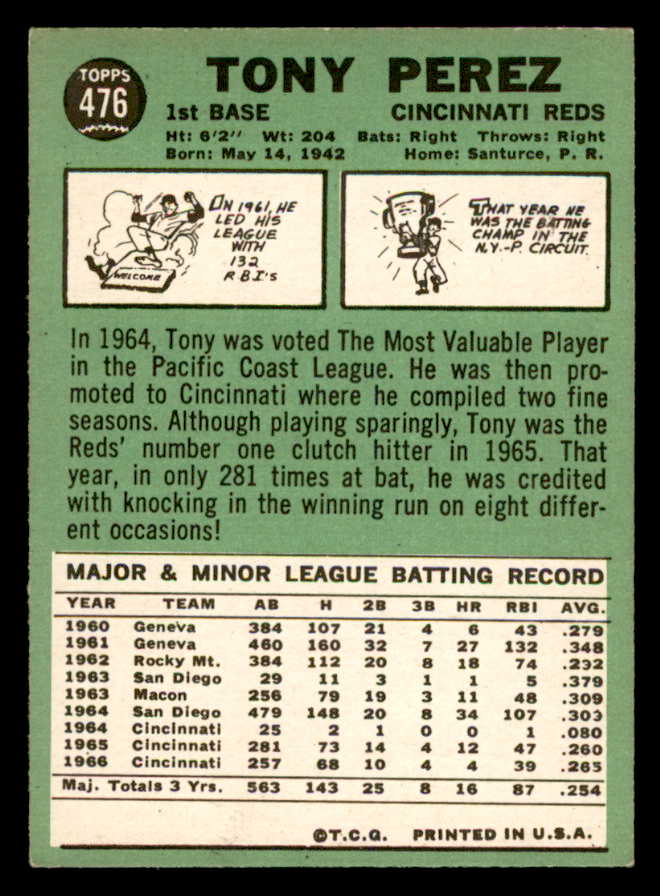 TOPPS
476
TONY PEREZ
1st BASE CINCINNATI REDS
Ht: 6'2" Wt: 204 Bats: Right Throws: Right
Born: May 14, 1942 Home: Santurce, P. R.
WELCOME
IN 1961, HE
LED HIS
LEAGUE
WITH
132
RBI'S
THAT YEAR HE
WAS THE BATTING
CHAMP IN THE
N.Y.-P. CIRCUIT.
In 1964, Tony was voted The Most Valuable Player
in the Pacific Coast League. He was then pro-
moted to Cincinnati where he compiled two fine
seasons. Although playing sparingly, Tony was the
Reds' number one clutch hitter in 1965. That
year, in only 281 times at bat, he was credited
with knocking in the winning run on eight differ-
ent occasions!
MAJOR & MINOR LEAGUE BATTING RECORD
YEAR TEAM AB H 2B 3B HR RBI AVG.
1960 Geneva 384 107 21 4 6 43 .279
1961 Geneva 460 160 32 7 27 132 .348
1962 Rocky Mt. 384 112 20 8 18 74 .292
1963 San Diego 29 11 3 1 1 5 .379
1963 Macon 256 79 19 3 11 48 .309
1964 San Diego 479 148 20 8 34 107 .303
1964 Cincinnati 25 2 1 0 0 1 .080
1965 Cincinnati 281 73 14 4 12 47 .260
1966 Cincinnati 257 68 10 4 4 39 .265
Maj. Totals 3 Yrs. 563 143 25 8 16 87 .254
©T.C.G. PRINTED IN U.S.A.